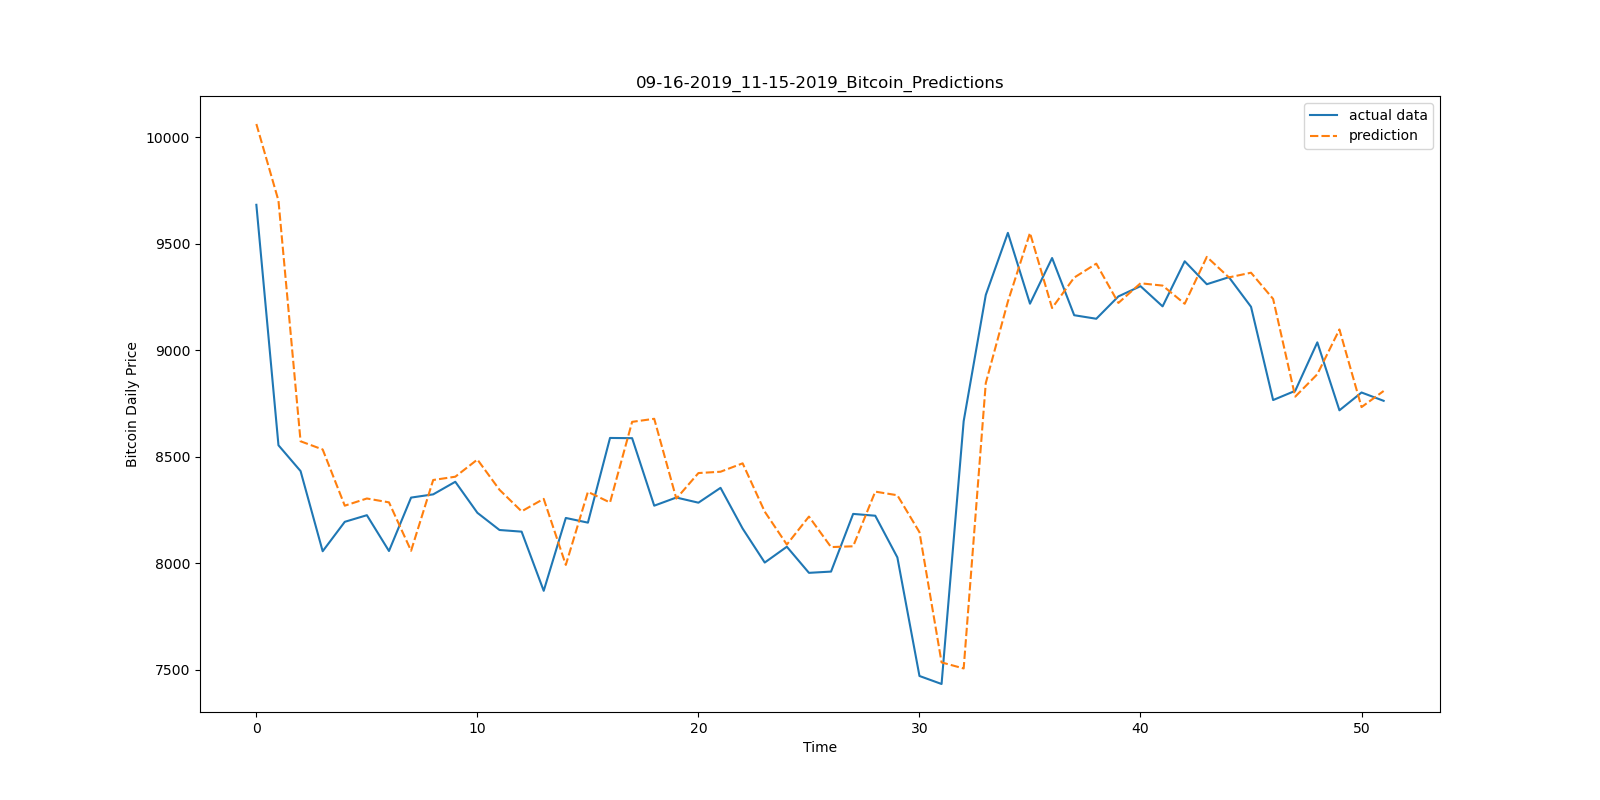 09-16-2019_11-15-2019_Bitcoin_Predictions
actual data
prediction
Bitcoin Daily Price
10000
9500
9000
8500
8000
7500
0 10 20 30 40 50
Time